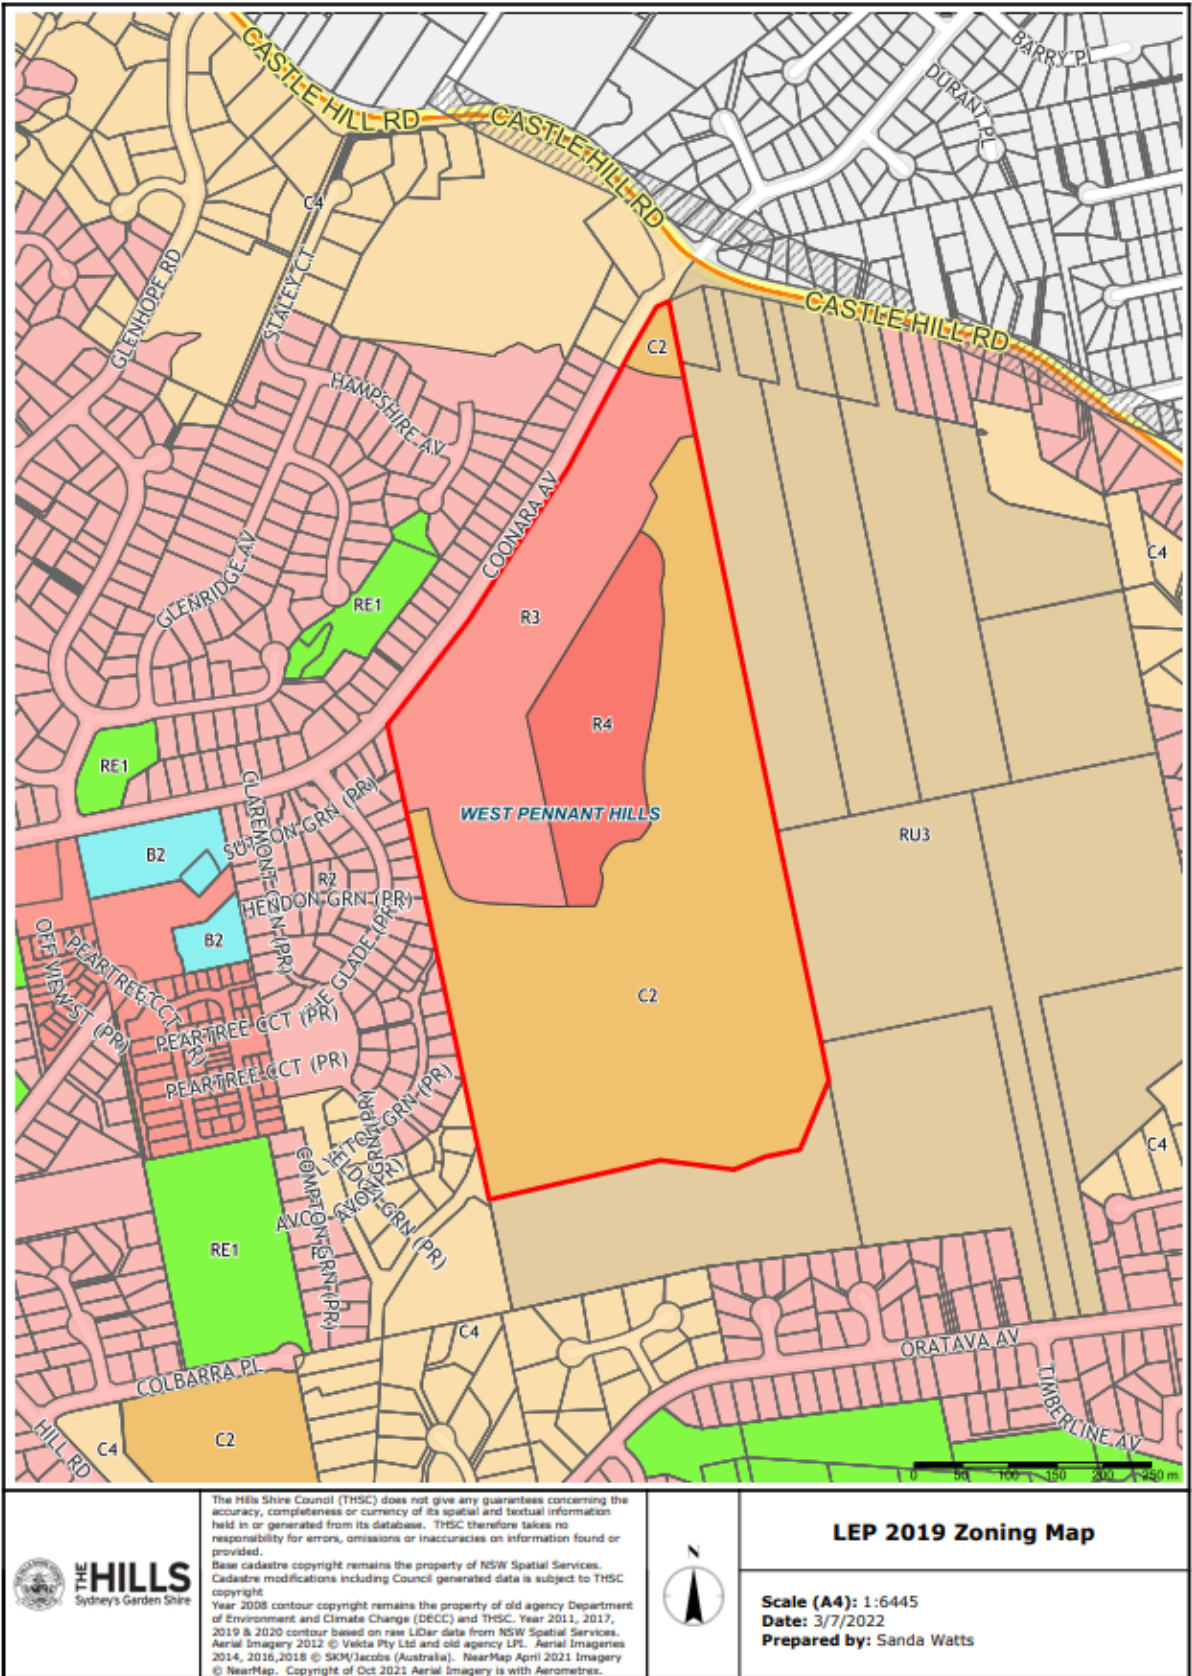 BARRY PL
DURANT PL
CASTLE HILL RD
CASTLE HILL RD
CASTLE HILL RD
CASTLE HILL RD
C4
GLENHOPE RD
STALEY CT
C2
HAMPSHIRE AV
COONARA AV
GLENRIDGE AV
RE1
R3
C4
R4
RE1
WEST PENNANT HILLS
RU3
CLAREMONT GRN (PR)
SUTTON GRN (PR)
B2
R2
HENDON GRN (PR)
B2
OFF VIEW ST (PR)
PEARTREE CCT (PR)
THE GLADE (PR)
C2
PEARTREE CCT (PR)
PEARTREE CCT (PR)
C4
COMPTON GRN (PR)
RE1
C4
COLBARRA PL
ORATAVA AV
TIMBERLINE AV
HILL RD
C4
C2
0 50 100 150 200 250 m
THE HILLS
Sydney's Garden Shire
The Hills Shire Council (THSC) does not give any guarantees concerning the
accuracy, completeness or currency of its spatial and textual information
held in or generated from its database. THSC therefore takes no
responsibility for errors, omissions or inaccuracies on information found or
provided.
Base cadastre copyright remains the property of NSW Spatial Services.
Cadastre modifications including Council generated data is subject to THSC
copyright
Year 2008 contour copyright remains the property of old agency Department
of Environment and Climate Change (DECC) and THSC. Year 2011, 2017,
2019 & 2020 contour based on raw LiDar data from NSW Spatial Services.
Aerial Imagery 2012 © Vekta Pty Ltd and old agency LPI. Aerial Imageries
2014, 2016,2018 © SKM/Jacobs (Australia). NearMap April 2021 Imagery
© NearMap. Copyright of Oct 2021 Aerial Imagery is with Aerometrex.
N
LEP 2019 Zoning Map
Scale (A4): 1:6445
Date: 3/7/2022
Prepared by: Sanda Watts